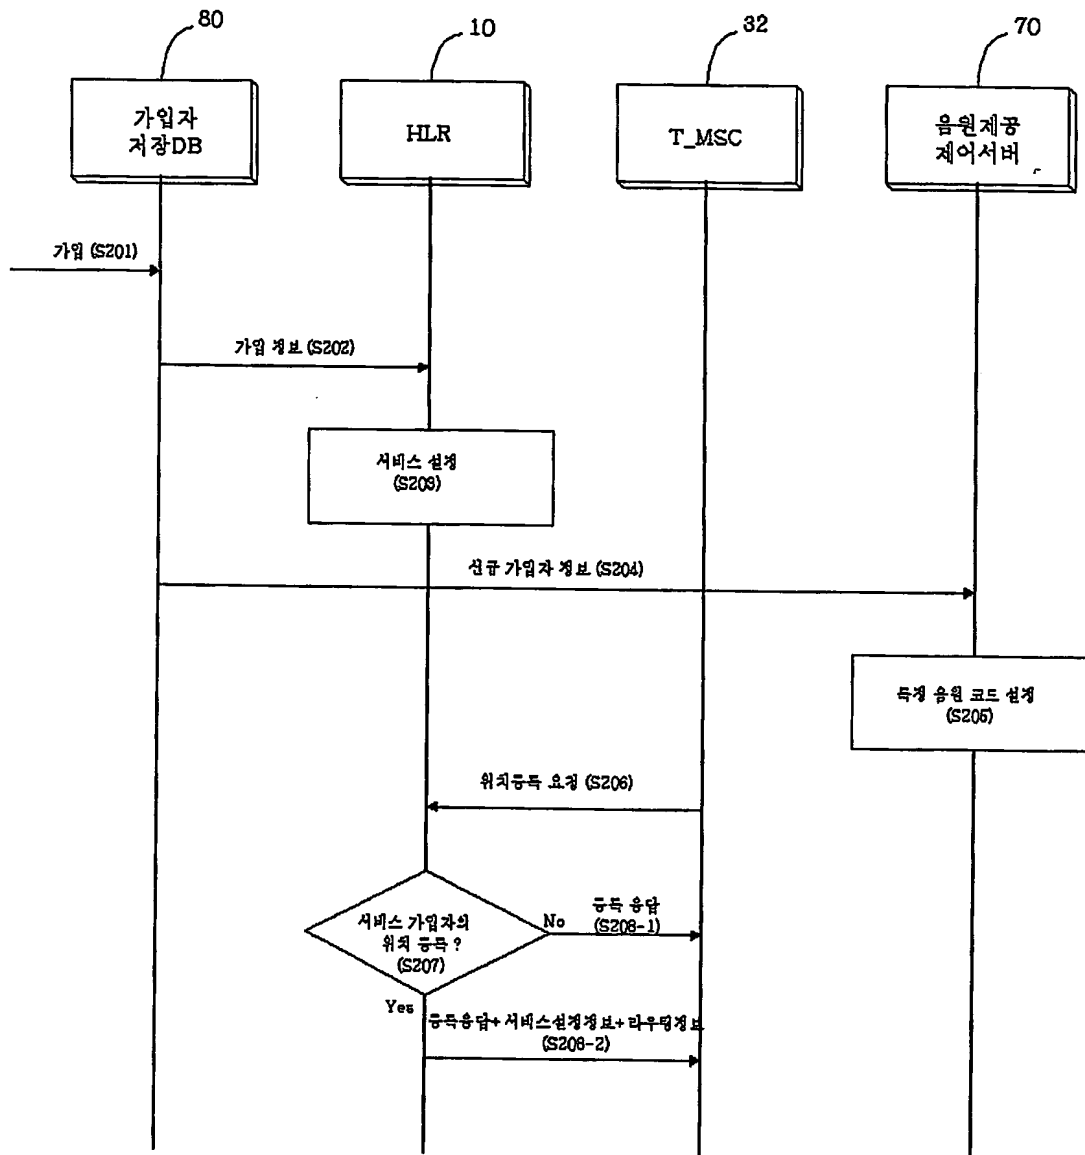 80
10
32
70
가입자
저장DB
HLR
T_MSC
음원제공
제어서버
가입 (S201)
가입 정보 (S202)
서비스 설정
(S203)
신규 가입자 정보 (S204)
특정 음원 코드 설정
(S205)
위치등록 요청 (S206)
서비스 가입자의
위치 등록 ?
(S207)
No
등록 응답
(S208-1)
Yes
등록응답+ 서비스설정정보+ 라우팅정보
(S208-2)